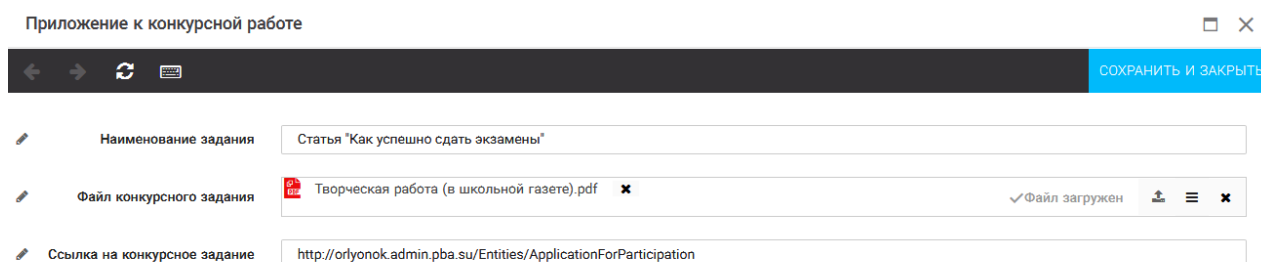 Приложение к конкурсной работе
СОХРАНИТЬ И ЗАКРЫТЬ
Наименование задания Статья "Как успешно сдать экзамены"
Файл конкурсного задания Творческая работа (в школьной газете).pdf Файл загружен
Ссылка на конкурсное задание http://orlyonok.admin.pba.su/Entities/ApplicationForParticipation